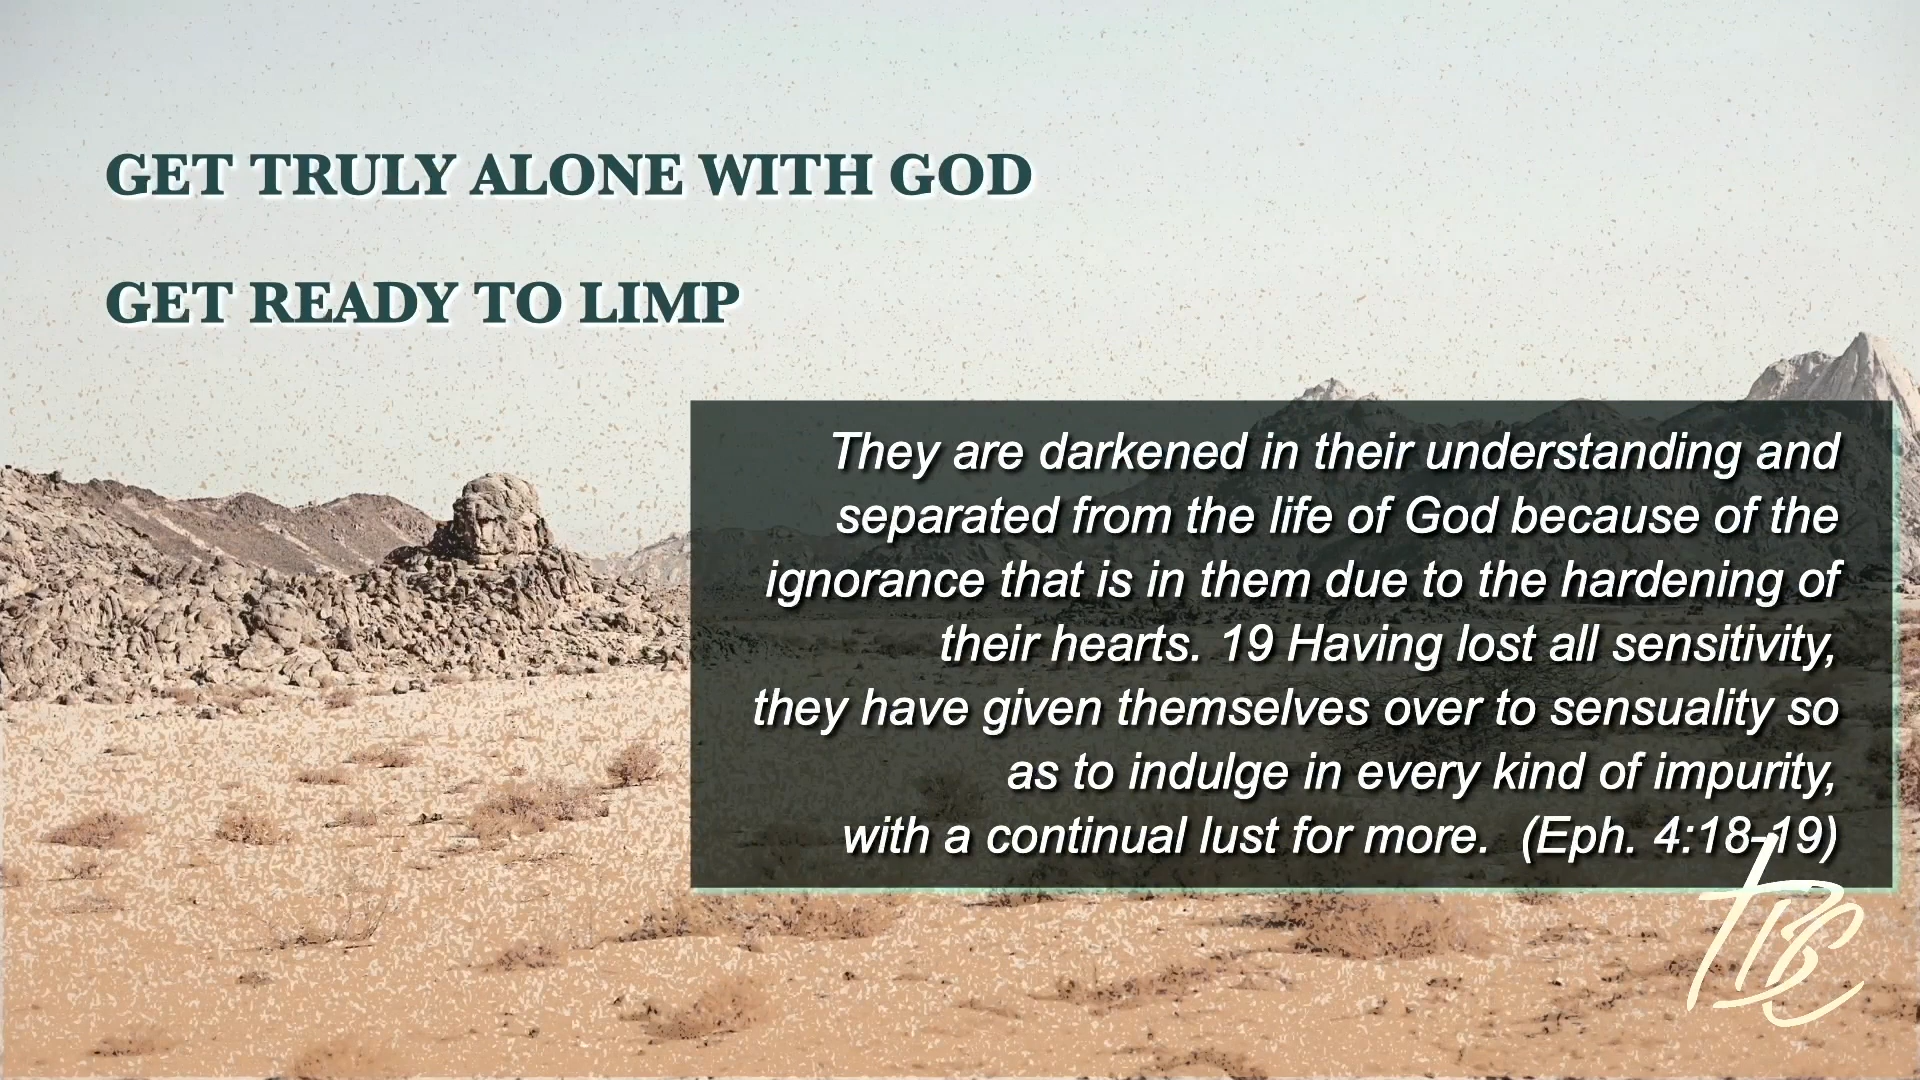 GET TRULY ALONE WITH GOD
GET READY TO LIMP
They are darkened in their understanding and
separated from the life of God because of the
ignorance that is in them due to the hardening of
their hearts. 19 Having lost all sensitivity,
they have given themselves over to sensuality so
as to indulge in every kind of impurity,
with a continual lust for more.  (Eph. 4:18-19)
TBC